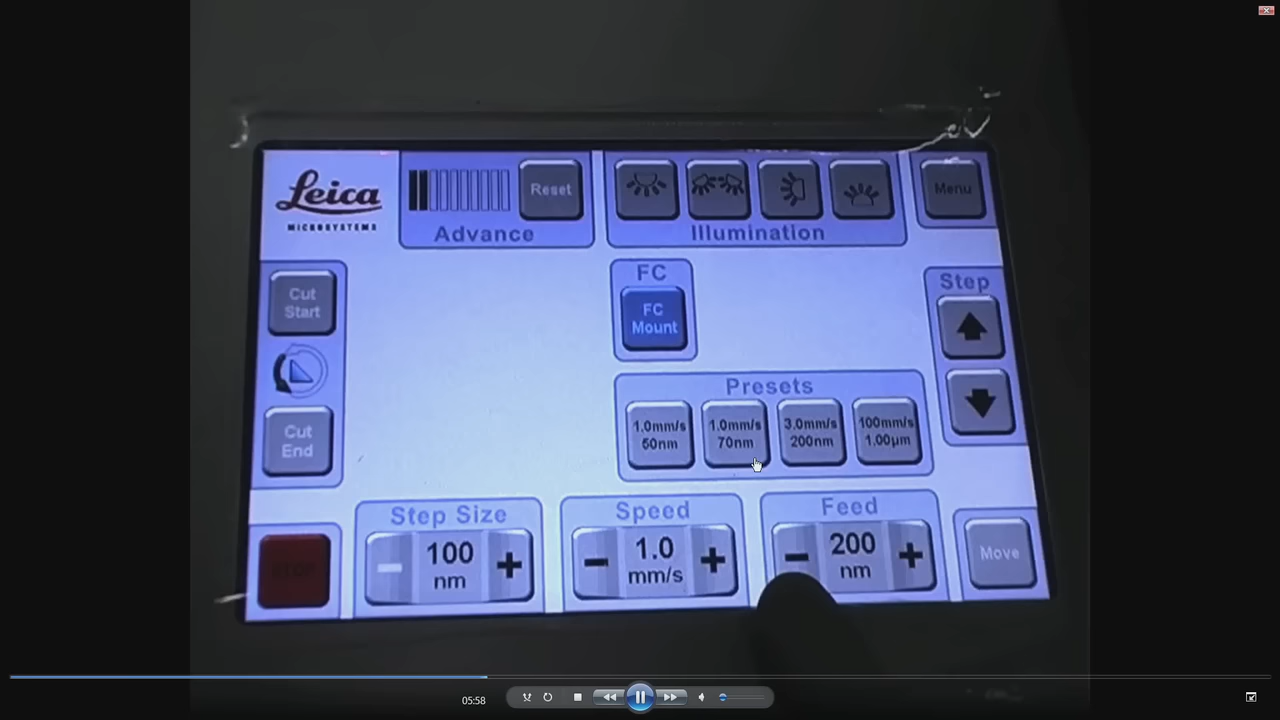 Leica
MICROSYSTEMS
Reset
Advance
Illumination
Menu
Cut
Start
FC
FC
Mount
Step
Presets
1.0mm/s
50nm
1.0mm/s
70nm
3.0mm/s
200nm
100mm/s
1.00µm
Cut
End
STOP
Step Size
- 100 +
nm
Speed
- 1.0 +
mm/s
Feed
- 200 +
nm
Move
05:58